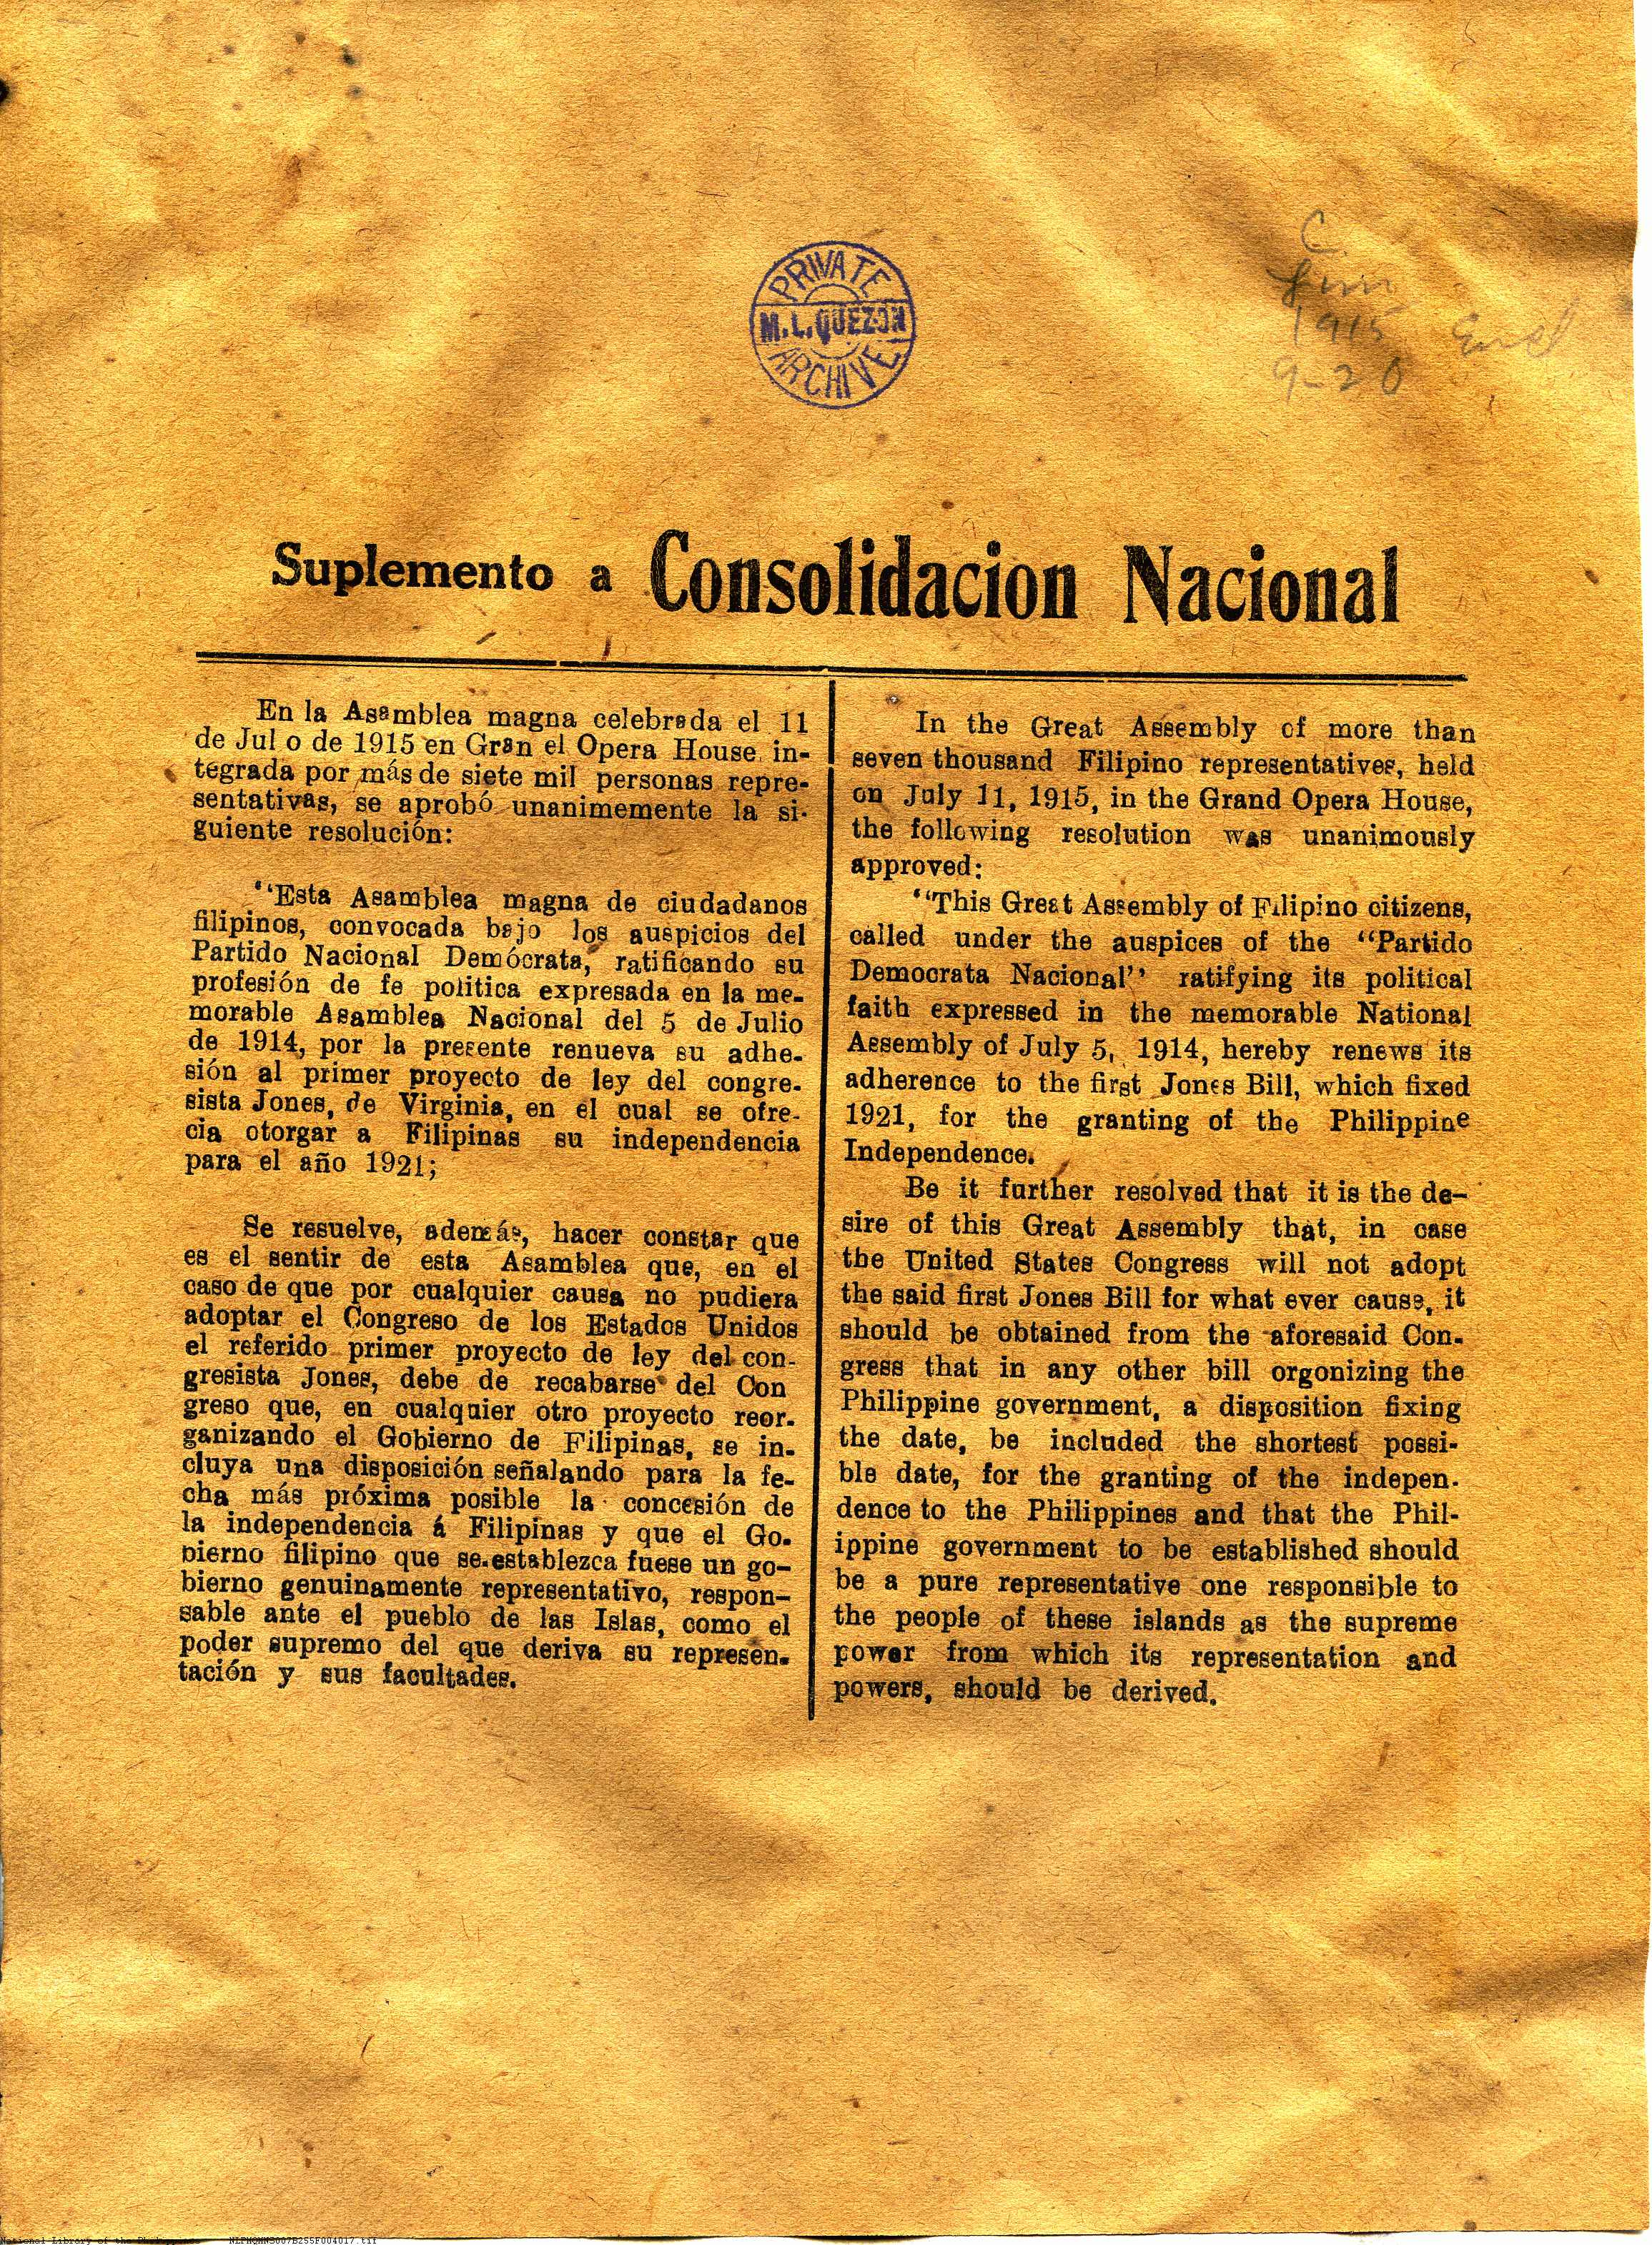 PRIVATE
M. L. QUEZON
ARCHIVE
C
1915
9-20
Suplemento a Consolidacion Nacional
En la Asamblea magna celebrada el 11
de Jul o de 1915 en Gran el Opera House in-
tegrada por más de siete mil personas repre-
sentativas, se aprobó unanimemente la si-
guiente resolución:
“Esta Asamblea magna de ciudadanos
filipinos, convocada bajo los auspicios del
Partido Nacional Demócrata, ratificando su
profesión de fe politica expresada en la me-
morable Asamblea Nacional del 5 de Julio
de 1914, por la presente renueva su adhe-
sión al primer proyecto de ley del congre-
sista Jones, de Virginia, en el cual se ofre-
cia otorgar a Filipinas su independencia
para el año 1921;
Se resuelve, además, hacer constar que
es el sentir de esta Asamblea que, en el
caso de que por cualquier causa no pudiera
adoptar el Congreso de los Estados Unidos
el referido primer proyecto de ley del con-
gresista Jones, debe de recabarse del Con
greso que, en cualquier otro proyecto reor-
ganizando el Gobierno de Filipinas, se in-
cluya una disposición señalando para la fe-
cha más próxima posible la concesión de
la independencia á Filipinas y que el Go-
bierno filipino que se establezca fuese un go-
bierno genuinamente representativo, respon-
sable ante el pueblo de las Islas, como el
poder supremo del que deriva su represen-
tación y sus facultades.
In the Great Assembly of more than
seven thousand Filipino representatives, held
on July 11, 1915, in the Grand Opera House,
the following resolution was unanimously
approved:
“This Great Assembly of Filipino citizens,
called under the auspices of the “Partido
Democrata Nacional” ratifying its political
faith expressed in the memorable National
Assembly of July 5, 1914, hereby renews its
adherence to the first Jones Bill, which fixed
1921, for the granting of the Philippine
Independence.
Be it further resolved that it is the de-
sire of this Great Assembly that, in case
the United States Congress will not adopt
the said first Jones Bill for what ever cause, it
should be obtained from the aforesaid Con-
gress that in any other bill orgonizing the
Philippine government, a disposition fixing
the date, be included the shortest possi-
ble date, for the granting of the indepen-
dence to the Philippines and that the Phil-
ippine government to be established should
be a pure representative one responsible to
the people of these islands as the supreme
power from which its representation and
powers, should be derived.
National Library of the Philippines NLPMQMNS007B255F004017.tif